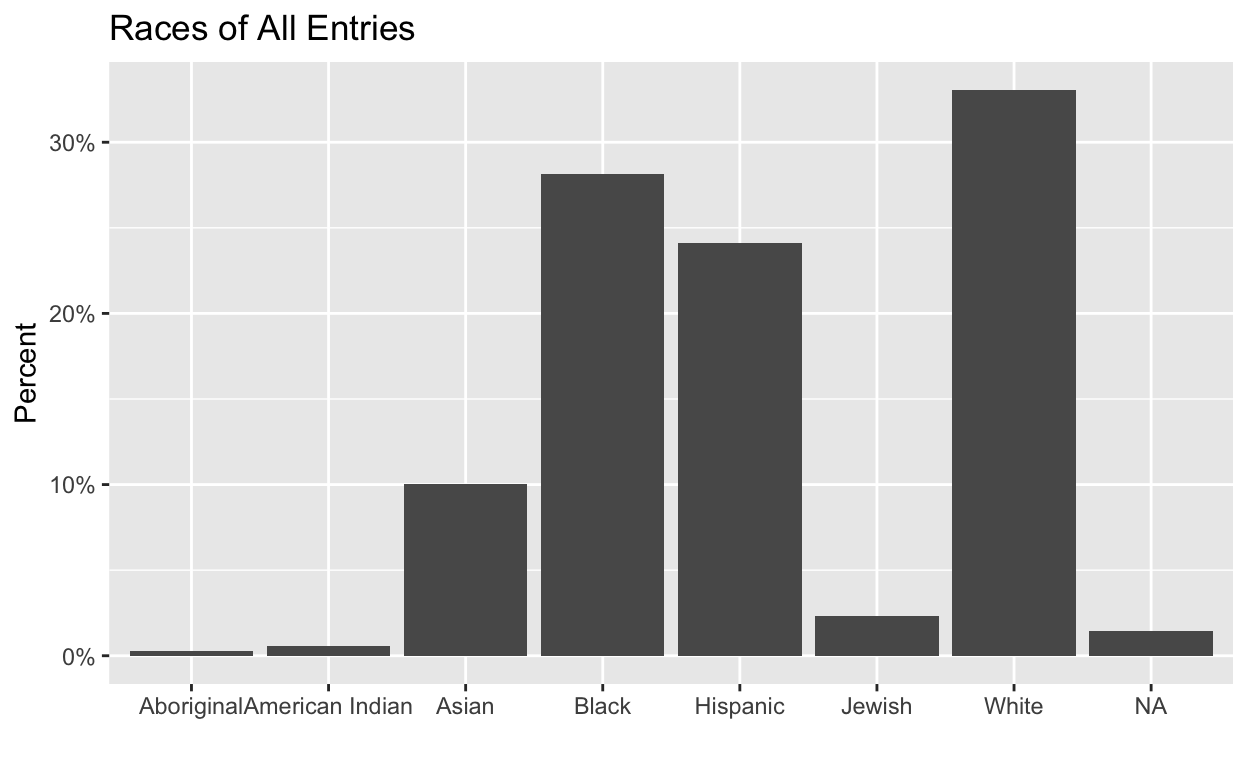 Races of All Entries
Percent
30%
20%
10%
0%
Aboriginal American Indian Asian Black Hispanic Jewish White NA